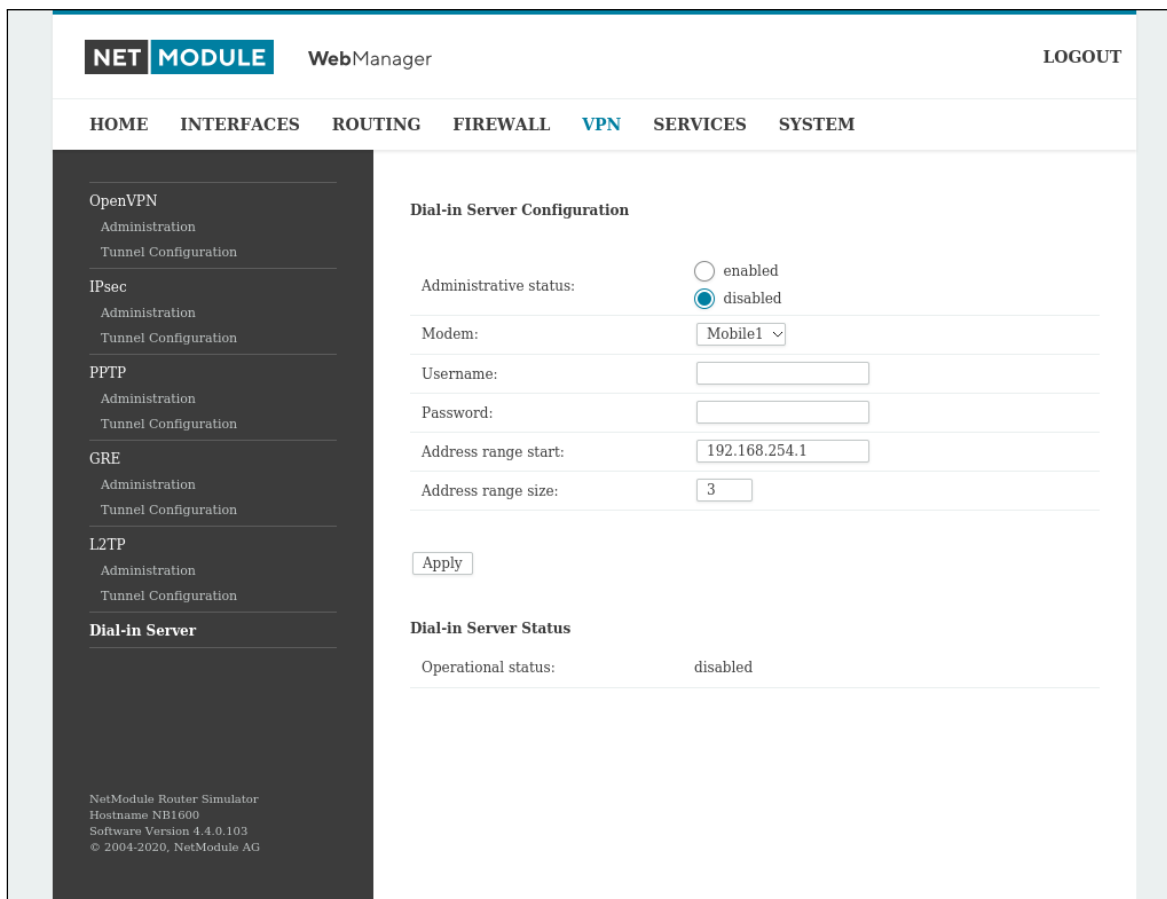 NET MODULE WebManager LOGOUT
HOME INTERFACES ROUTING FIREWALL VPN SERVICES SYSTEM
OpenVPN
Administration
Tunnel Configuration
IPsec
Administration
Tunnel Configuration
PPTP
Administration
Tunnel Configuration
GRE
Administration
Tunnel Configuration
L2TP
Administration
Tunnel Configuration
Dial-in Server
NetModule Router Simulator
Hostname NB1600
Software Version 4.4.0.103
© 2004-2020, NetModule AG
Dial-in Server Configuration
Administrative status:
enabled
disabled
Modem: Mobile1
Username:
Password:
Address range start: 192.168.254.1
Address range size: 3
Apply
Dial-in Server Status
Operational status: disabled